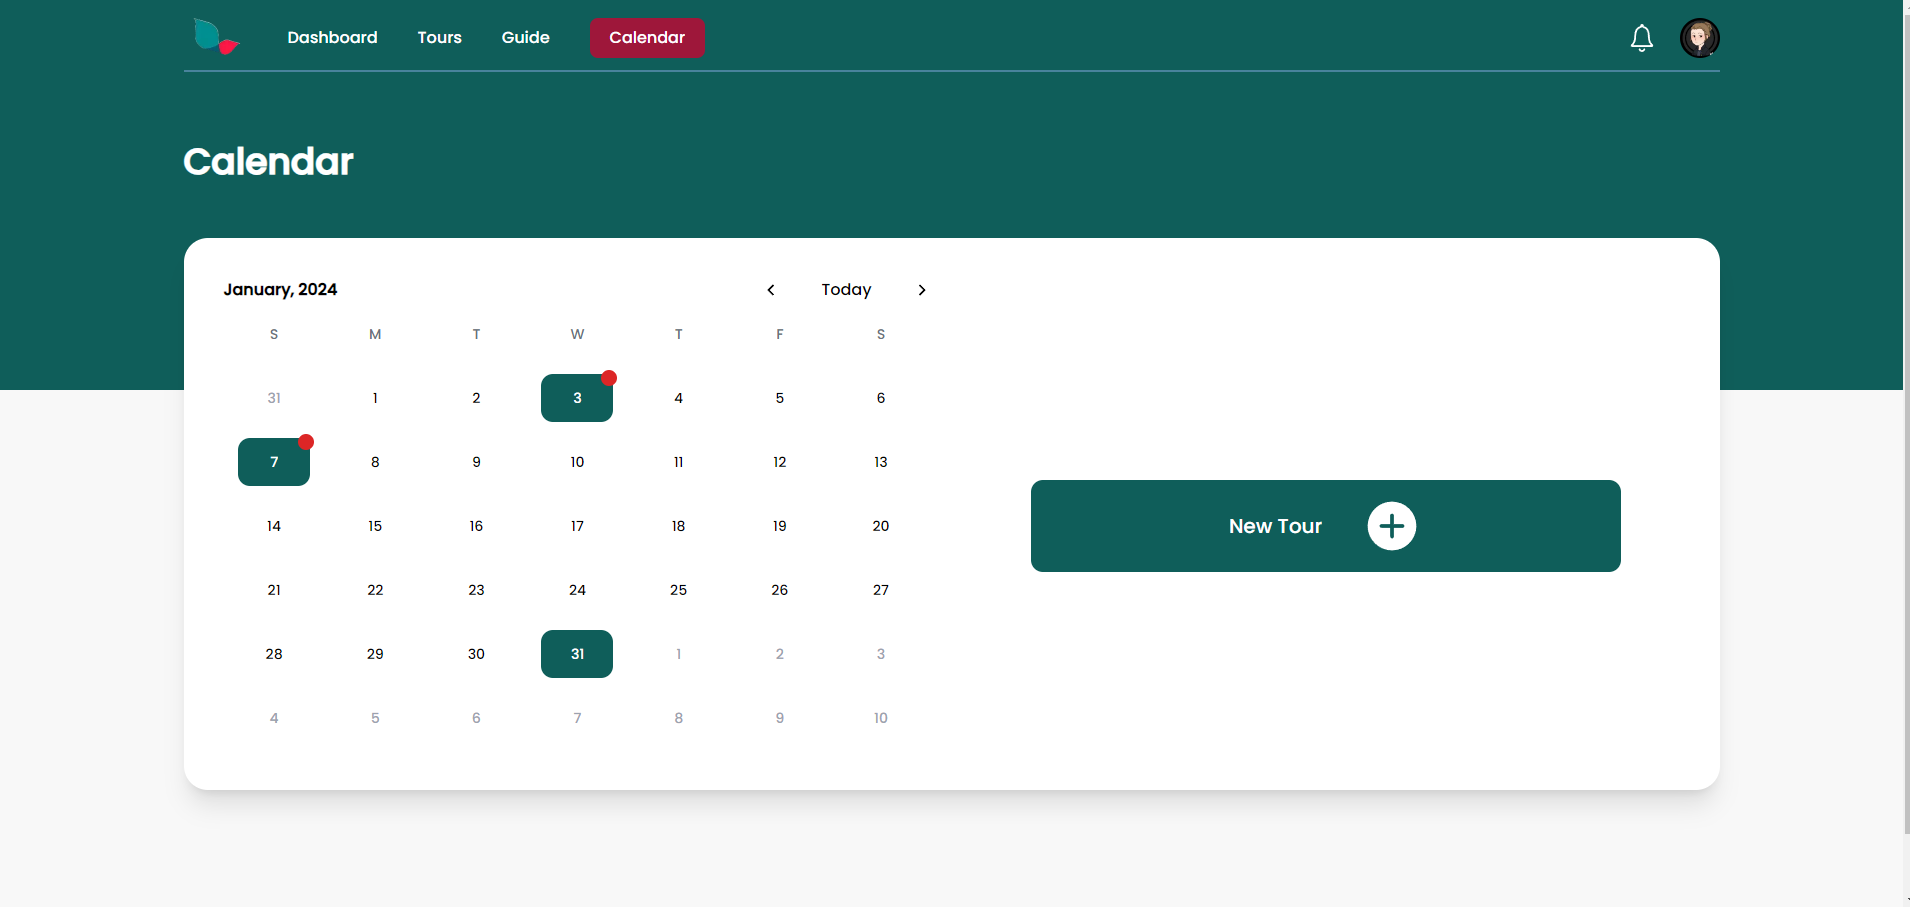 Dashboard Tours Guide Calendar
Calendar
January, 2024 Today
S M T W T F S
31 1 2 3 4 5 6
7 8 9 10 11 12 13
14 15 16 17 18 19 20
21 22 23 24 25 26 27
28 29 30 31 1 2 3
4 5 6 7 8 9 10
New Tour